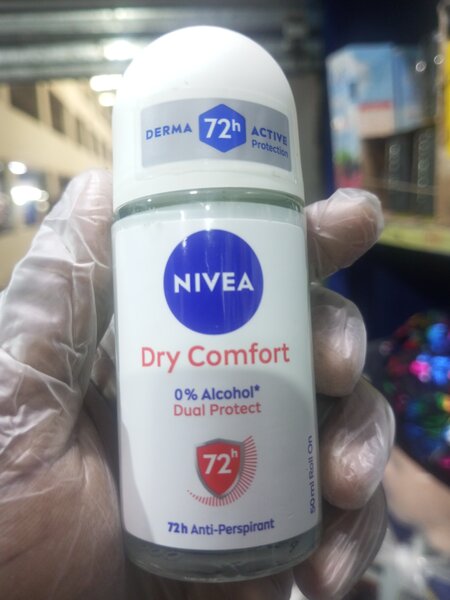 DERMA 72h ACTIVE
Protection
NIVEA
Dry Comfort
0% Alcohol*
Dual Protect
72h
72h Anti-Perspirant
50ml Roll On